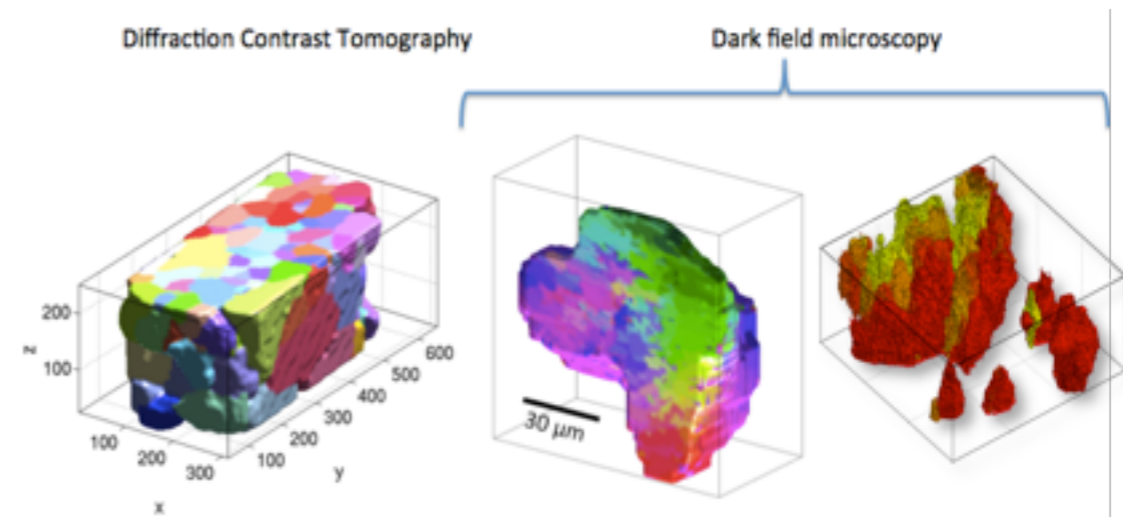 Diffraction Contrast Tomography
Dark field microscopy
200
100
z
100
200
300
x
100
200
300
400
500
600
y
30 μm